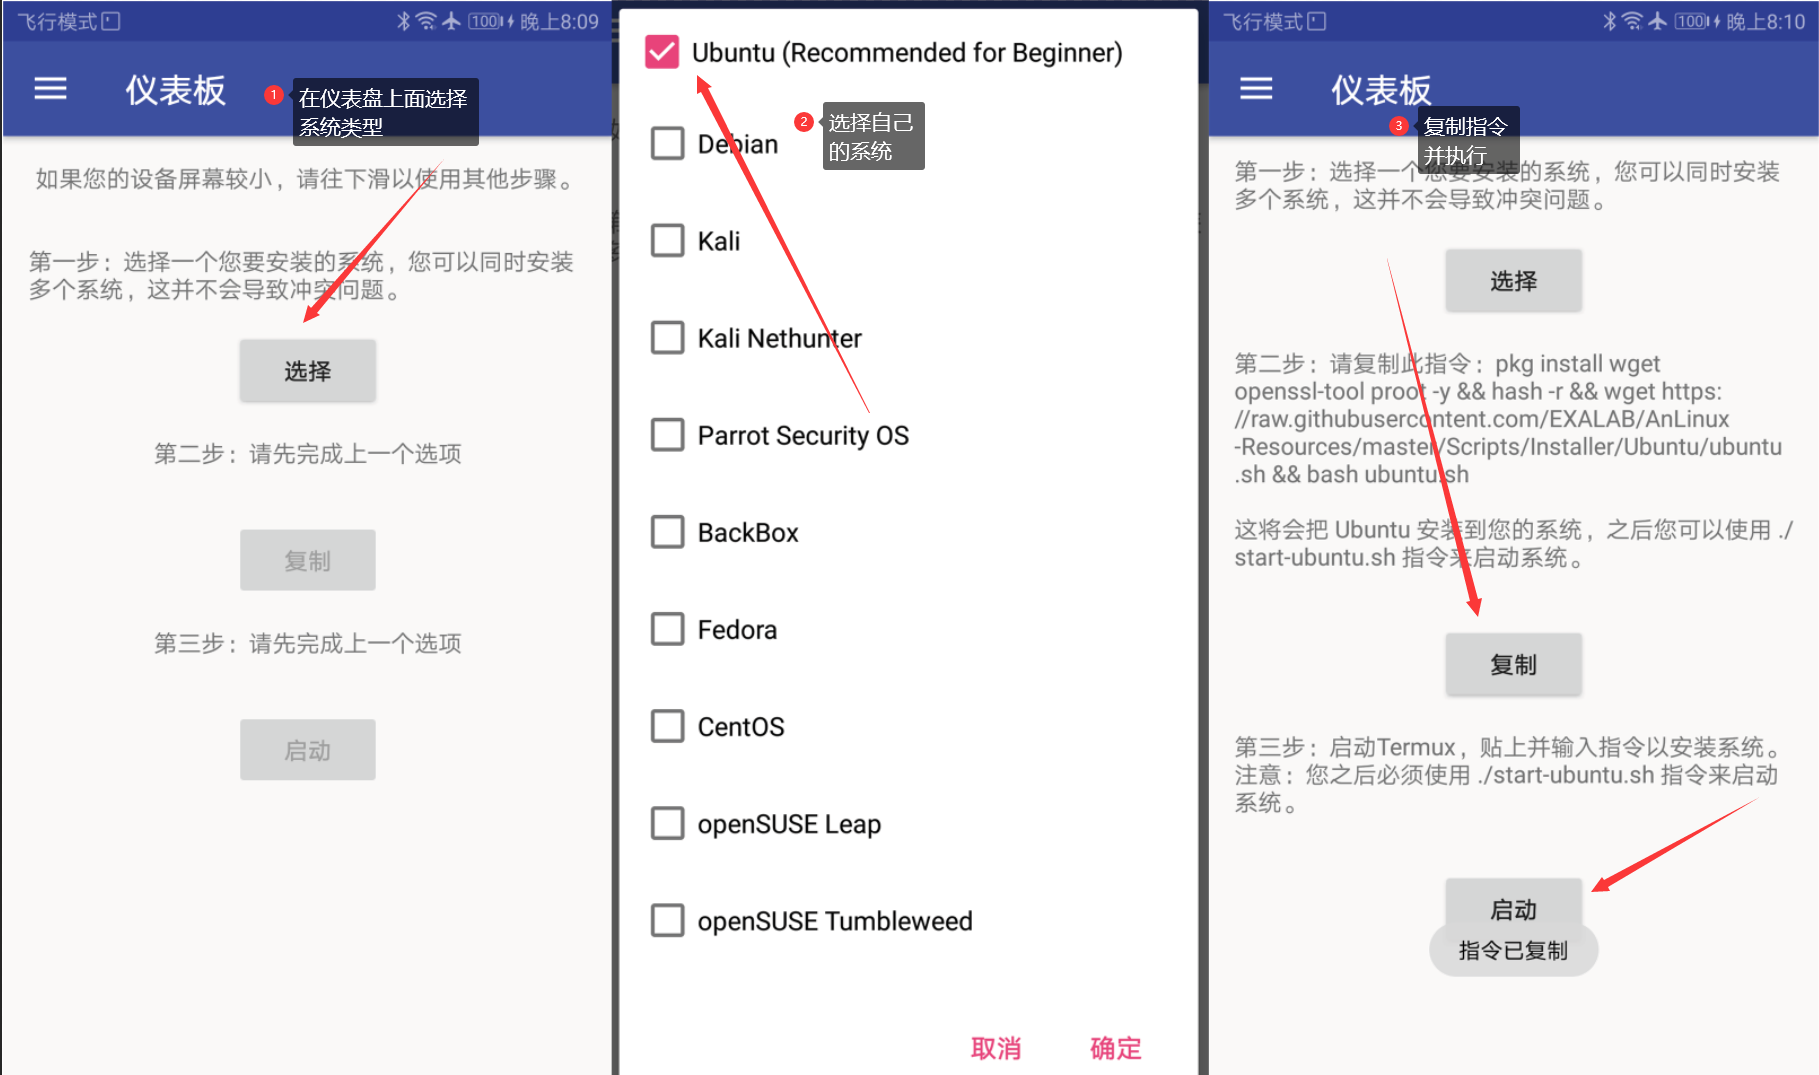 飞行模式
100
晚上8:09
仪表板
1
在仪表盘上面选择
系统类型
如果您的设备屏幕较小，请往下滑以使用其他步骤。
第一步：选择一个您要安装的系统，您可以同时安装
多个系统，这并不会导致冲突问题。
选择
第二步：请先完成上一个选项
复制
第三步：请先完成上一个选项
启动
Ubuntu (Recommended for Beginner)
2
选择自己
的系统
Debian
Kali
Kali Nethunter
Parrot Security OS
BackBox
Fedora
CentOS
openSUSE Leap
openSUSE Tumbleweed
取消
确定
飞行模式
100
晚上8:10
仪表板
3
复制指令
并执行
第一步：选择一个您要安装的系统，您可以同时安装
多个系统，这并不会导致冲突问题。
选择
第二步：请复制此指令：pkg install wget
openssl-tool proot -y && hash -r && wget https:
//raw.githubusercontent.com/EXALAB/AnLinux
-Resources/master/Scripts/Installer/Ubuntu/ubuntu
.sh && bash ubuntu.sh
这将会把 Ubuntu 安装到您的系统，之后您可以使用 ./
start-ubuntu.sh 指令来启动系统。
复制
第三步：启动Termux，贴上并输入指令以安装系统。
注意：您之后必须使用 ./start-ubuntu.sh 指令来启动
系统。
启动
指令已复制